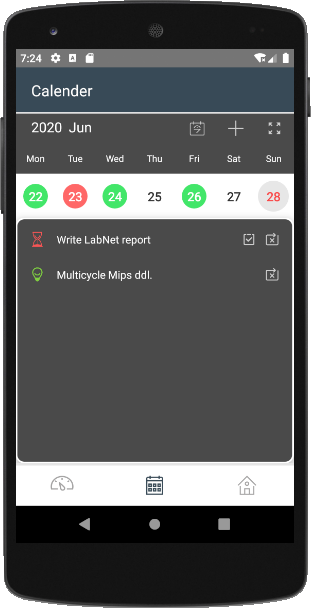 7:24
Calender
2020 Jun
Mon Tue Wed Thu Fri Sat Sun
22 23 24 25 26 27 28
Write LabNet report
Multicycle Mips ddl.